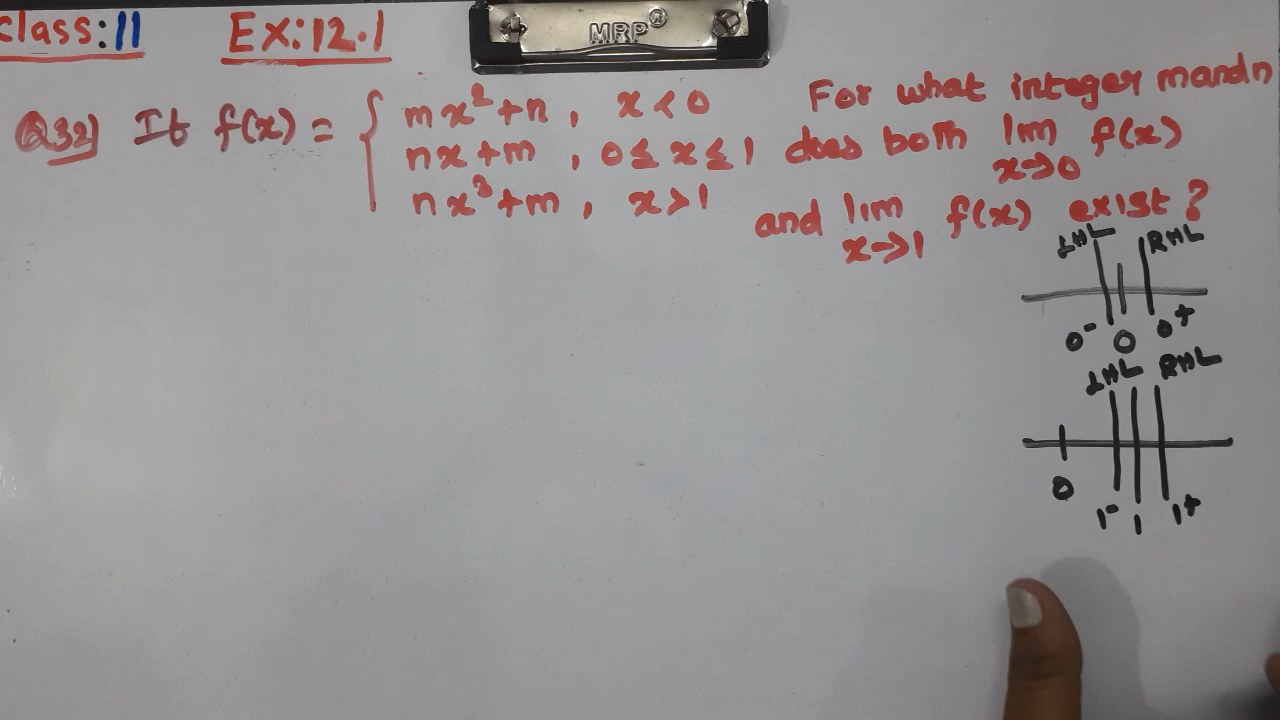 class:11 Ex:12.1
MRP®
Q32) If f(x) = { mx²+n, x<0 For what integer m and n
nx+m, 0≤x≤1 does both lim f(x)
x→0
nx³+m, x>1 and lim f(x) exist?
x→1
LHL RHL
0⁻ 0 0⁺
LHL RHL
0
1⁻ 1 1⁺